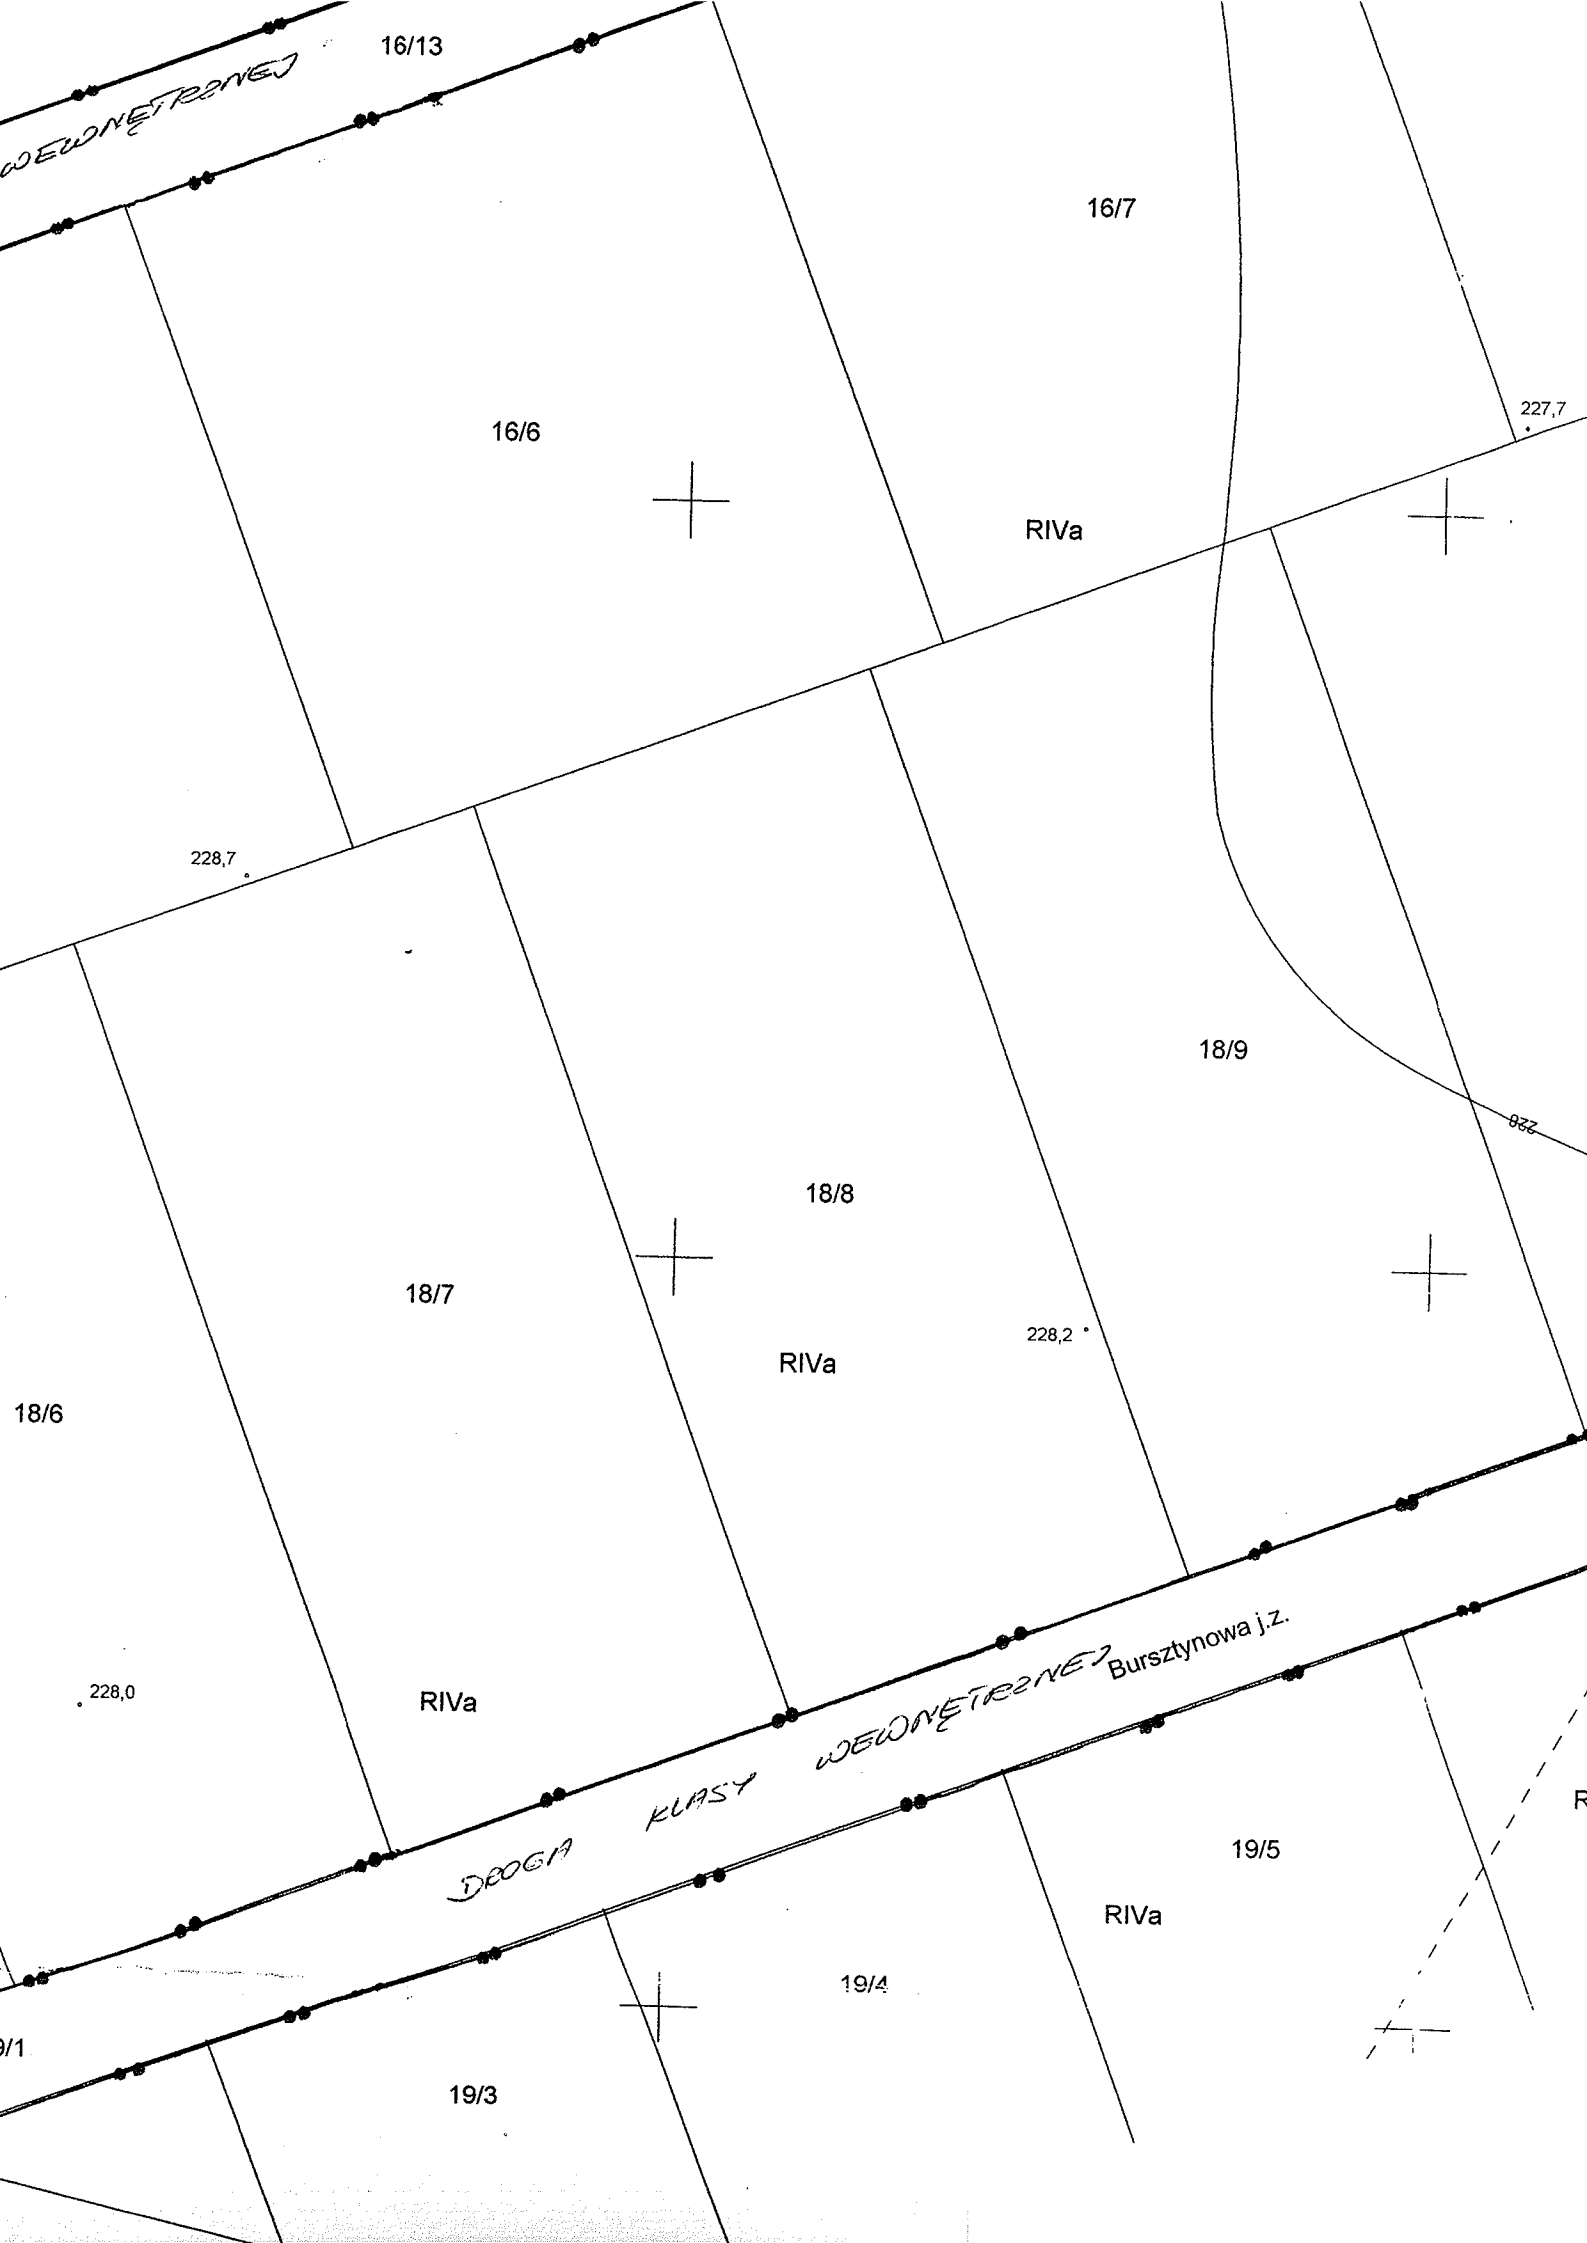 16/13
WEWNĘTRZNEJ
16/7
227,7
16/6
RIVa
228,7
18/9
228
18/8
18/7
228,2
RIVa
18/6
Bursztynowa j.z.
228,0
RIVa
DROGA KLASY WEWNĘTRZNEJ
R
19/5
RIVa
19/4
9/1
19/3